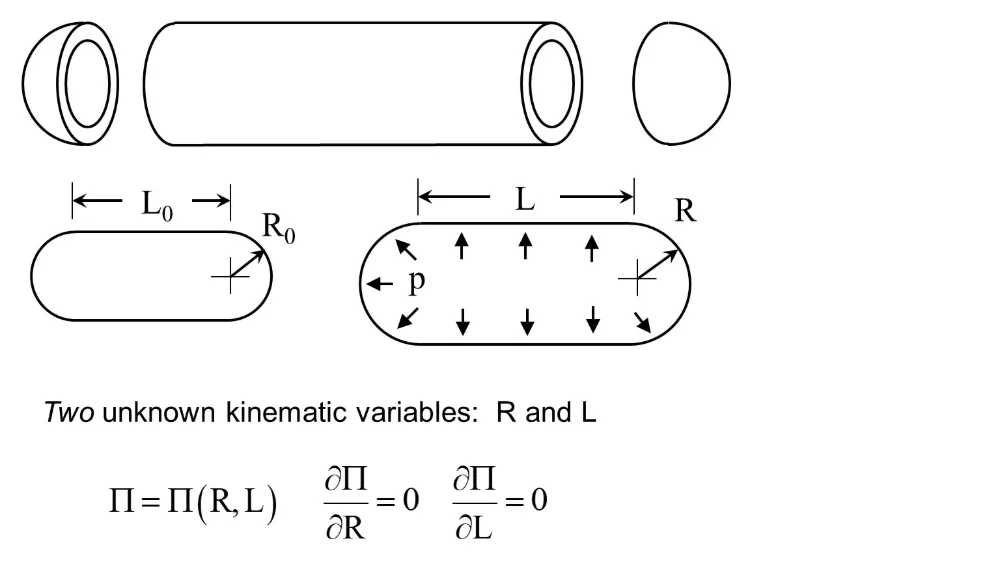 L₀
R₀
L
R
p
Two unknown kinematic variables: R and L
Π = Π(R, L) ∂Π/∂R = 0 ∂Π/∂L = 0